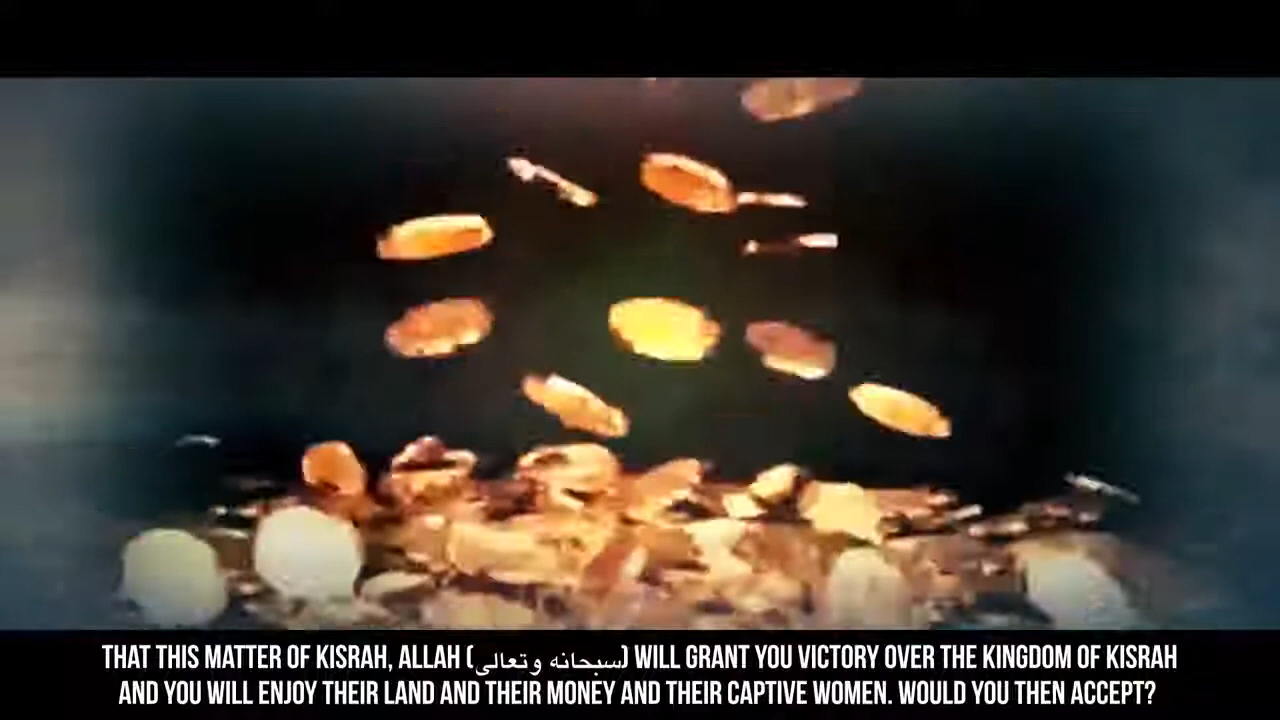 THAT THIS MATTER OF KISRAH, ALLAH (سبحانه وتعالى) WILL GRANT YOU VICTORY OVER THE KINGDOM OF KISRAH
AND YOU WILL ENJOY THEIR LAND AND THEIR MONEY AND THEIR CAPTIVE WOMEN. WOULD YOU THEN ACCEPT?